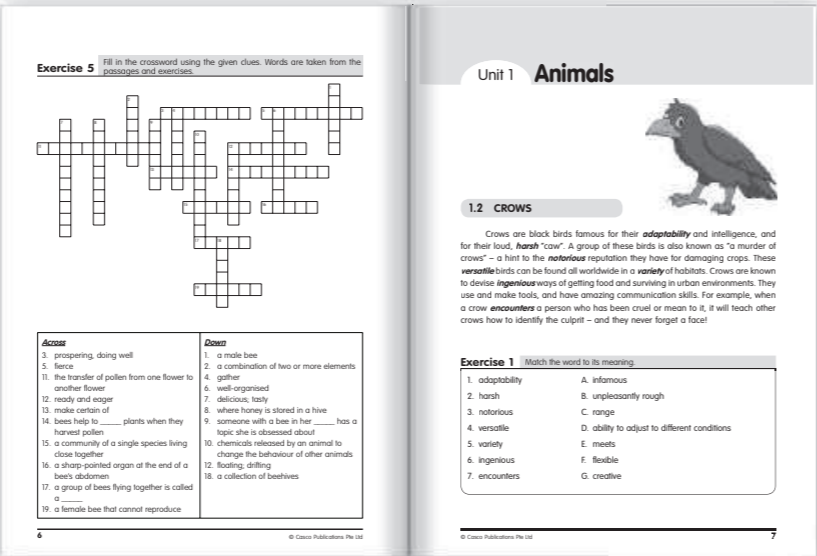 Exercise 5 Fill in the crossword using the given clues. Words are taken from the
passages and exercises.
Across
3. prospering, doing well
5. fierce
11. the transfer of pollen from one flower to
another flower
12. ready and eager
13. make certain of
14. bees help to _____ plants when they
harvest pollen
15. a community of a single species living
close together
16. a sharp-pointed organ at the end of a
bee's abdomen
17. a group of bees flying together is called
a _____
19. a female bee that cannot reproduce
Down
1. a male bee
2. a combination of two or more elements
4. gather
6. well-organised
7. delicious; tasty
8. where honey is stored in a hive
9. someone with a bee in her _____ has a
topic she is obsessed about
10. chemicals released by an animal to
change the behaviour of other animals
12. floating; drifting
18. a collection of beehives
6
© Casco Publications Pte Ltd
Unit 1 Animals
1.2 CROWS
Crows are black birds famous for their adaptability and intelligence, and
for their loud, harsh "caw". A group of these birds is also known as "a murder of
crows" – a hint to the notorious reputation they have for damaging crops. These
versatile birds can be found all worldwide in a variety of habitats. Crows are known
to devise ingenious ways of getting food and surviving in urban environments. They
use and make tools, and have amazing communication skills. For example, when
a crow encounters a person who has been cruel or mean to it, it will teach other
crows how to identify the culprit – and they never forget a face!
Exercise 1 Match the word to its meaning.
1. adaptability A. infamous
2. harsh B. unpleasantly rough
3. notorious C. range
4. versatile D. ability to adjust to different conditions
5. variety E. meets
6. ingenious F. flexible
7. encounters G. creative
© Casco Publications Pte Ltd
7